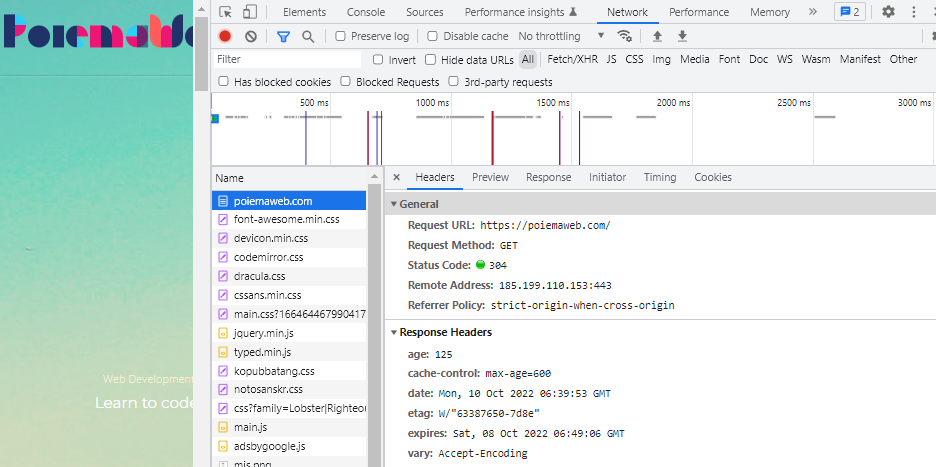 PoiemaWe
Web Development
Learn to code
Elements Console Sources Performance insights Network Performance Memory 2
Preserve log Disable cache No throttling
Filter Invert Hide data URLs All Fetch/XHR JS CSS Img Media Font Doc WS Wasm Manifest Other
Has blocked cookies Blocked Requests 3rd-party requests
500 ms 1000 ms 1500 ms 2000 ms 2500 ms 3000 ms
Name
poiemaweb.com
font-awesome.min.css
devicon.min.css
codemirror.css
dracula.css
cssans.min.css
main.css?166464467990417
jquery.min.js
typed.min.js
kopubbatang.css
notosanskr.css
css?family=Lobster|Righteou
main.js
adsbygoogle.js
mis.png
Headers Preview Response Initiator Timing Cookies
General
Request URL: https://poiemaweb.com/
Request Method: GET
Status Code: 304
Remote Address: 185.199.110.153:443
Referrer Policy: strict-origin-when-cross-origin
Response Headers
age: 125
cache-control: max-age=600
date: Mon, 10 Oct 2022 06:39:53 GMT
etag: W/"63387650-7d8e"
expires: Sat, 08 Oct 2022 06:49:06 GMT
vary: Accept-Encoding